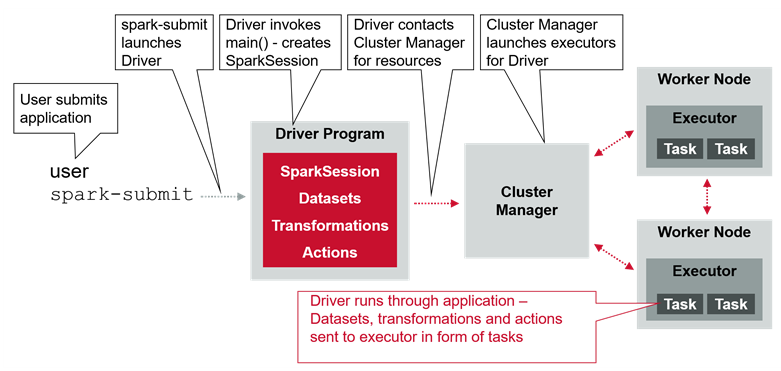 spark-submit
launches
Driver
Driver invokes
main() - creates
SparkSession
Driver contacts
Cluster Manager
for resources
Cluster Manager
launches executors
for Driver
User submits
application
user
spark-submit
Driver Program
SparkSession
Datasets
Transformations
Actions
Cluster
Manager
Worker Node
Executor
Task Task
Worker Node
Executor
Task Task
Driver runs through application –
Datasets, transformations and actions
sent to executor in form of tasks